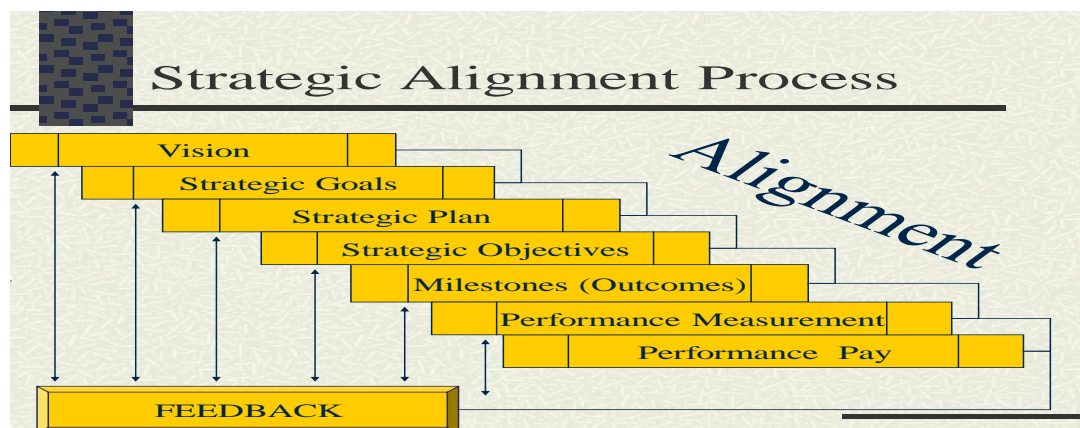 Strategic Alignment Process
Alignment
Vision
Strategic Goals
Strategic Plan
Strategic Objectives
Milestones (Outcomes)
Performance Measurement
Performance Pay
FEEDBACK